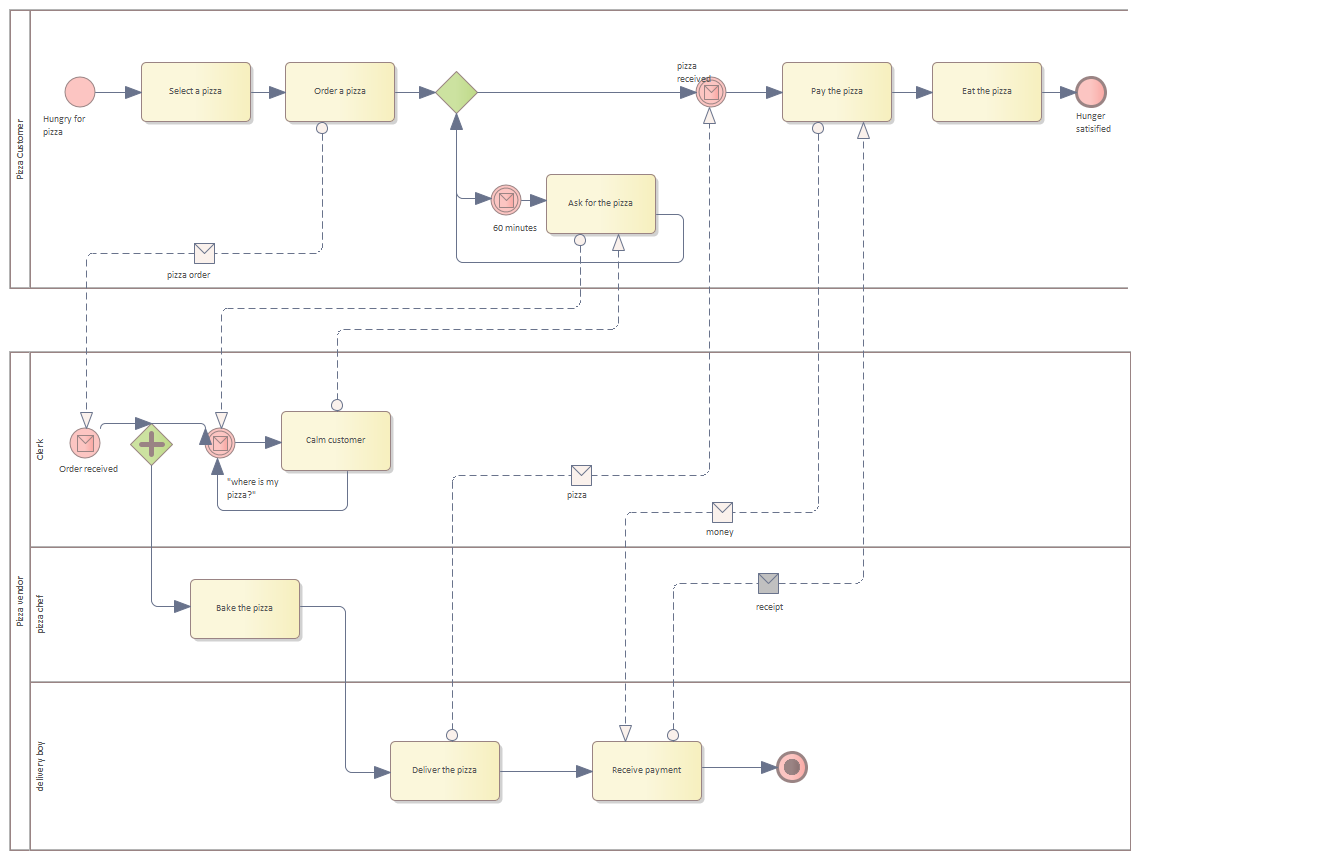 Pizza Customer
pizza
received
Select a pizza
Order a pizza
Pay the pizza
Eat the pizza
Hungry for
pizza
Hunger
satisified
Ask for the pizza
60 minutes
pizza order
Pizza vendor
Clerk
Calm customer
Order received
"where is my
pizza?"
pizza
money
pizza chef
Bake the pizza
receipt
delivery boy
Deliver the pizza
Receive payment